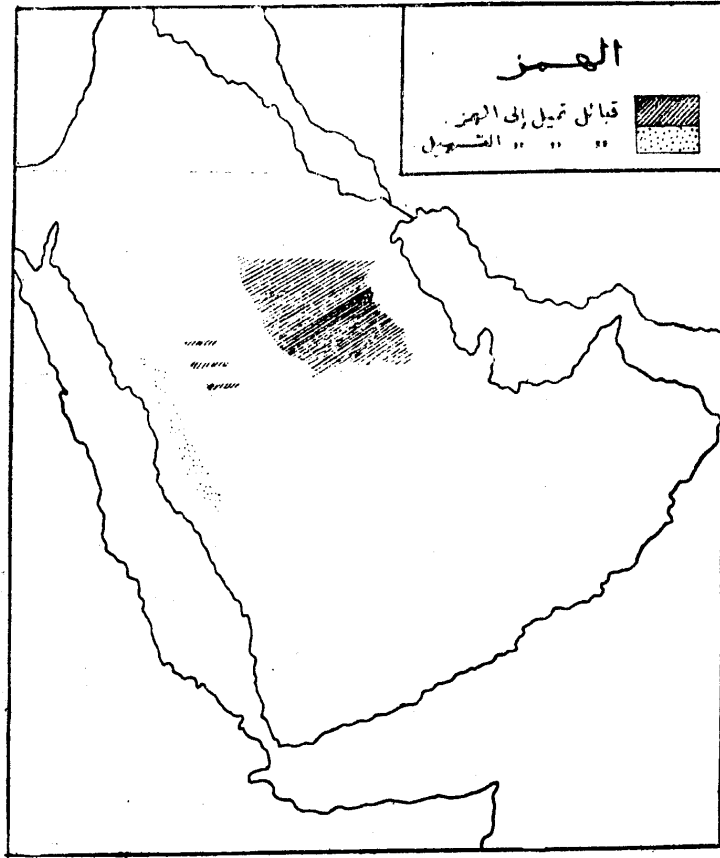 الهمز
قبائل تميل إلى الهمز.
" " " التسهيل